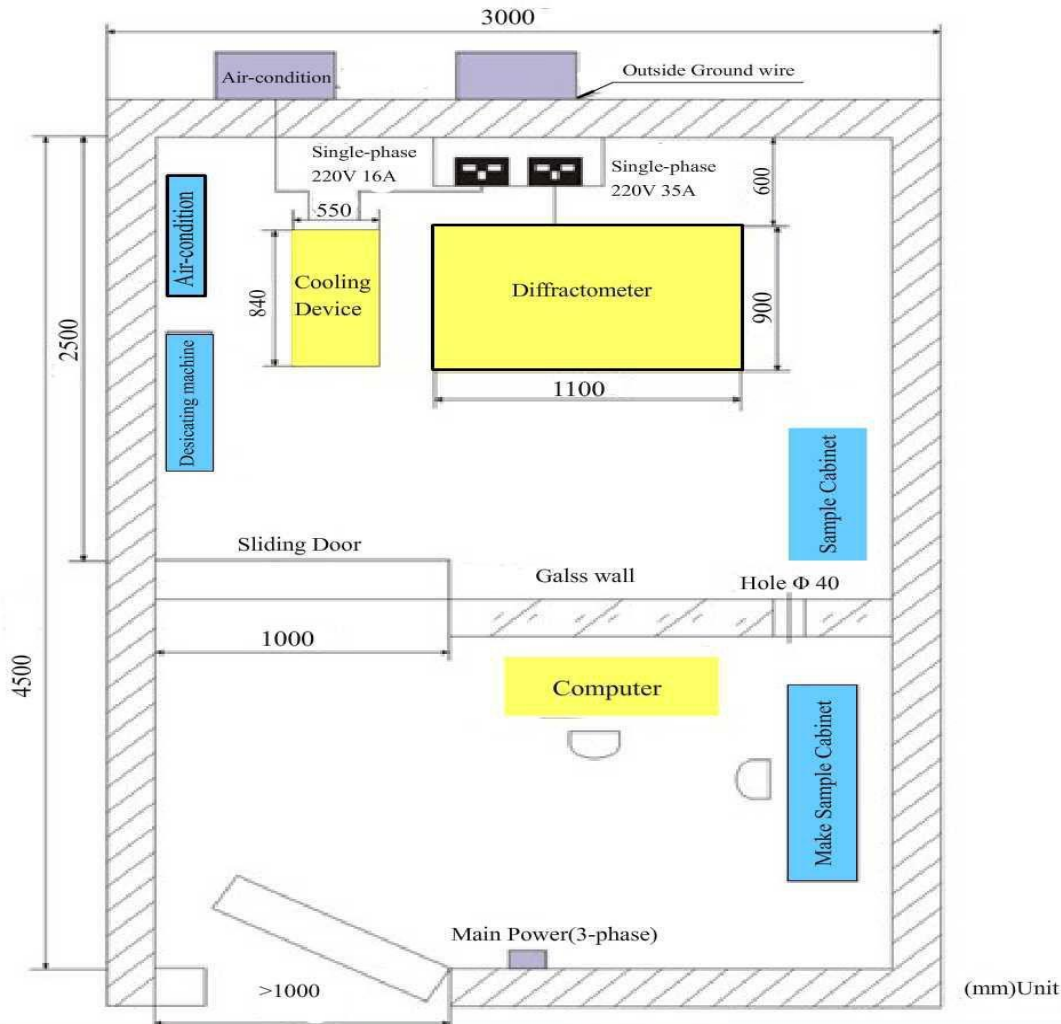 3000
Air-condition
Outside Ground wire
Single-phase
220V 16A
Single-phase
220V 35A
600
Air-condition
550
Cooling
Device
840
Diffractometer
900
2500
Desicating machine
1100
Sample Cabinet
Sliding Door
Galss wall
Hole Φ 40
1000
4500
Computer
Make Sample Cabinet
Main Power(3-phase)
>1000
(mm)Unit